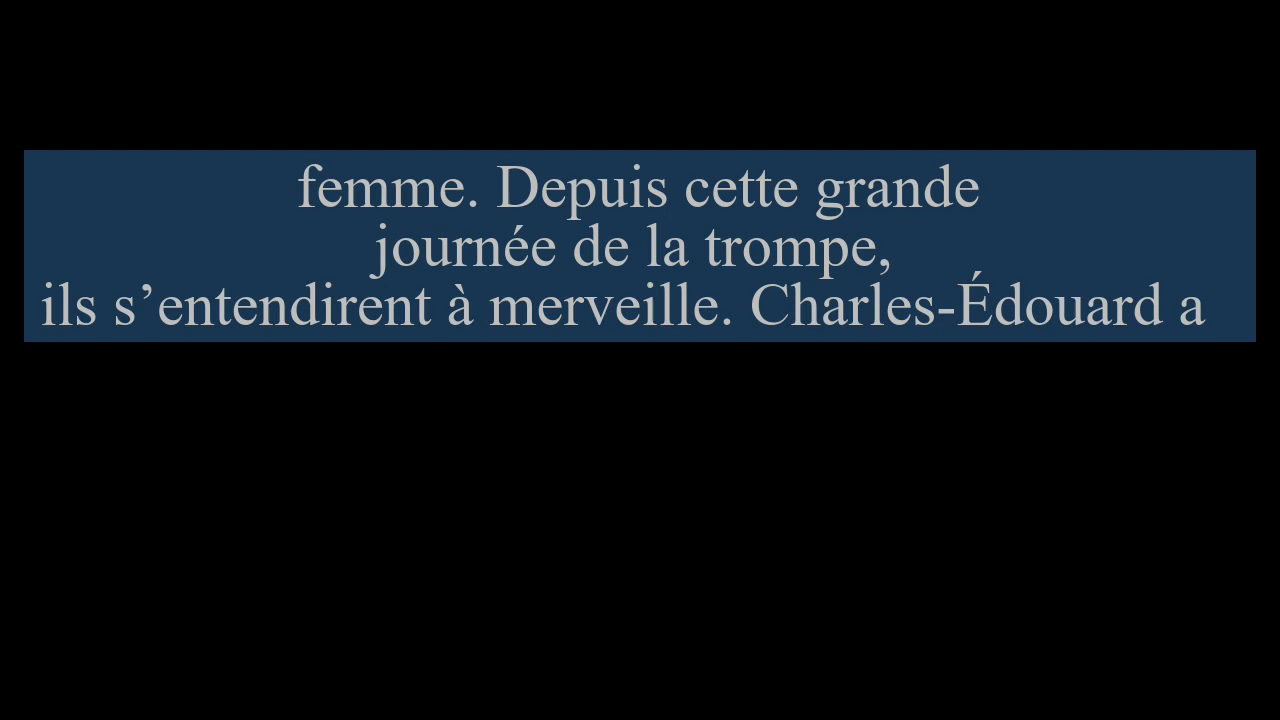 femme. Depuis cette grande
journée de la trompe,
ils s’entendirent à merveille. Charles-Édouard a